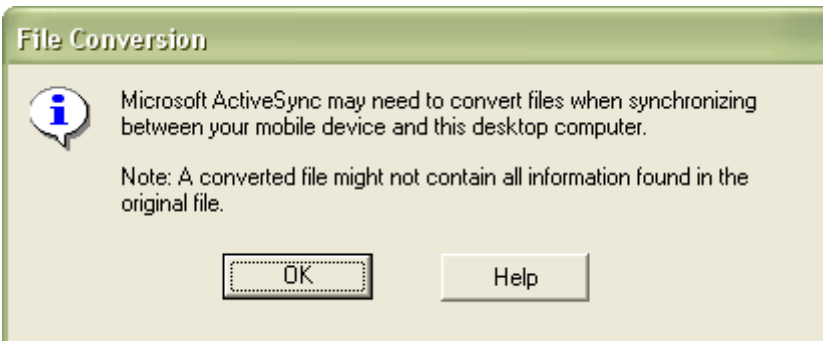 File Conversion
Microsoft ActiveSync may need to convert files when synchronizing
between your mobile device and this desktop computer.
Note: A converted file might not contain all information found in the
original file.
OK
Help